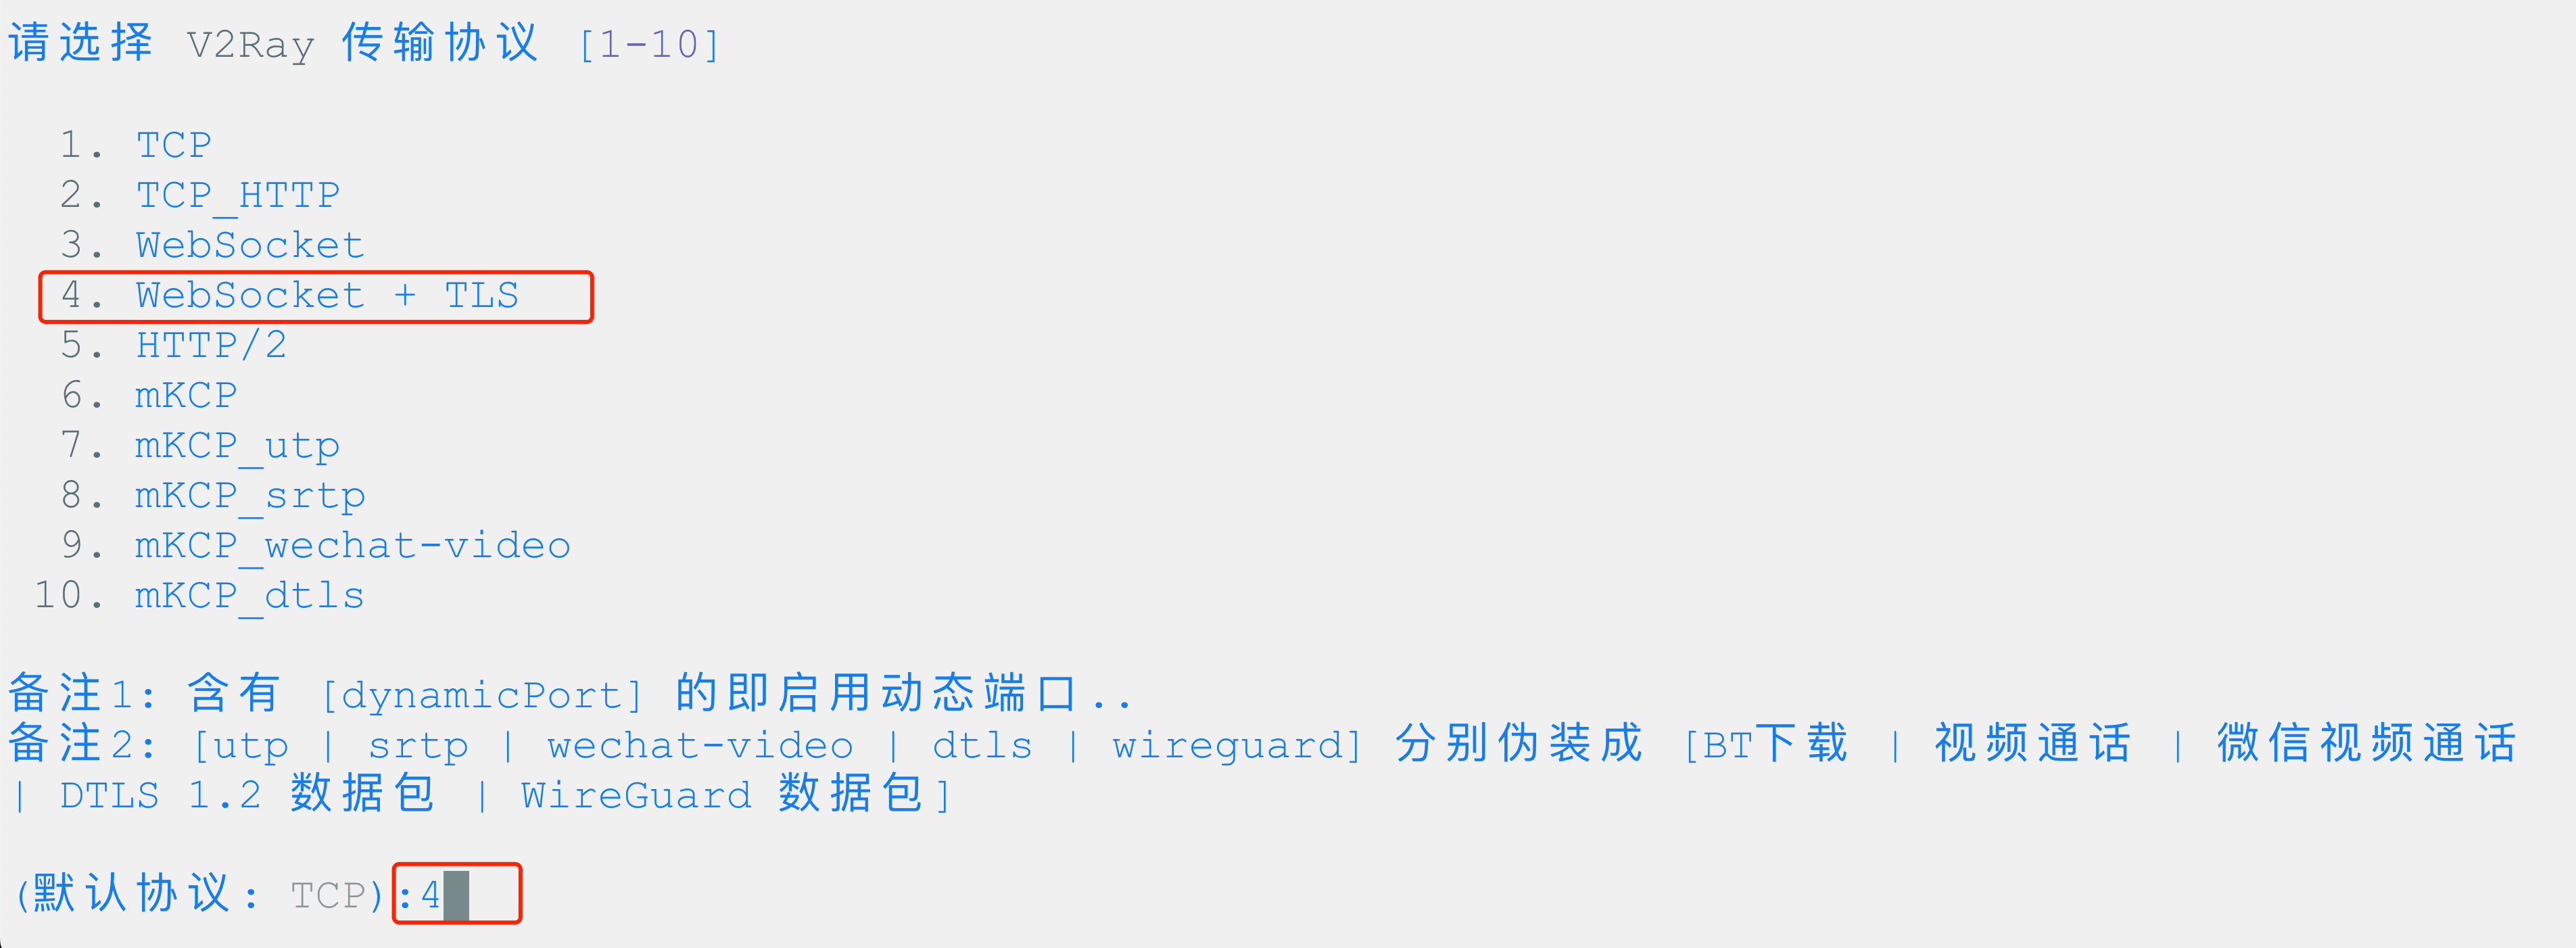 请选择 V2Ray 传输协议 [1-10]
1. TCP
2. TCP_HTTP
3. WebSocket
4. WebSocket + TLS
5. HTTP/2
6. mKCP
7. mKCP_utp
8. mKCP_srtp
9. mKCP_wechat-video
10. mKCP_dtls
备注1: 含有 [dynamicPort] 的即启用动态端口..
备注2: [utp | srtp | wechat-video | dtls | wireguard] 分别伪装成 [BT下载 | 视频通话 | 微信视频通话
| DTLS 1.2 数据包 | WireGuard 数据包]
(默认协议: TCP):4